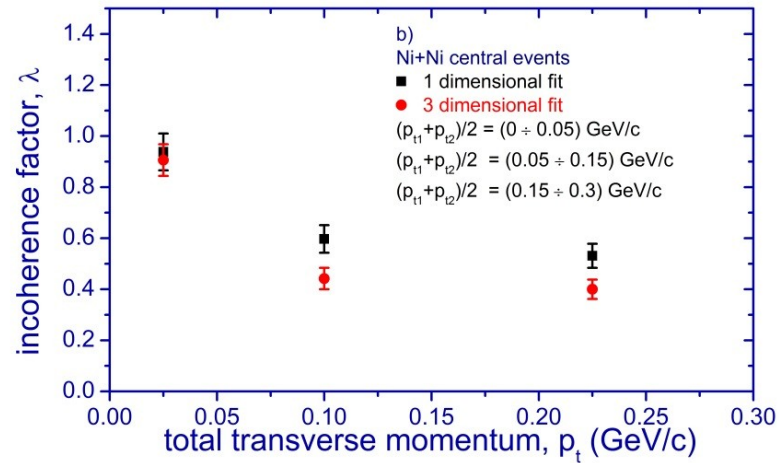 b)
Ni+Ni central events
1 dimensional fit
3 dimensional fit
(pt1+pt2)/2 = (0 ÷ 0.05) GeV/c
(pt1+pt2)/2 = (0.05 ÷ 0.15) GeV/c
(pt1+pt2)/2 = (0.15 ÷ 0.3) GeV/c
incoherence factor, λ
1.4
1.2
1.0
0.8
0.6
0.4
0.2
0.0
0.00 0.05 0.10 0.15 0.20 0.25 0.30
total transverse momentum, pt (GeV/c)